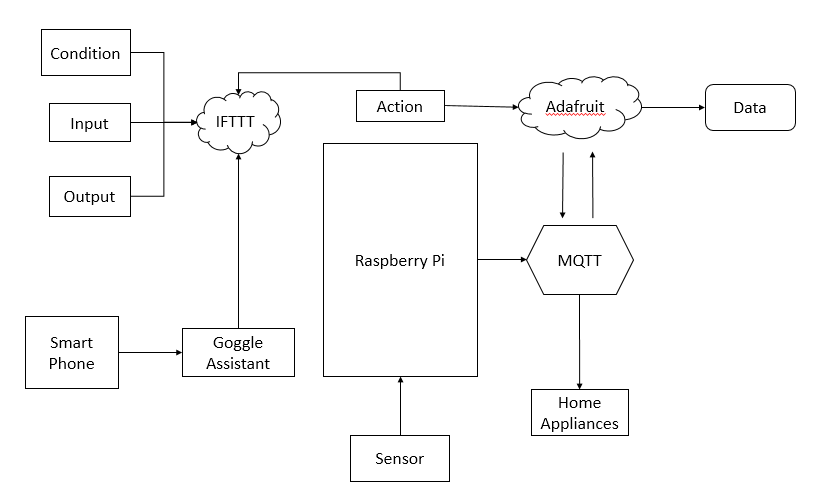 Condition
Input
IFTTT
Action
Adafruit
Data
Output
Raspberry Pi
MQTT
Smart
Phone
Goggle
Assistant
Home
Appliances
Sensor